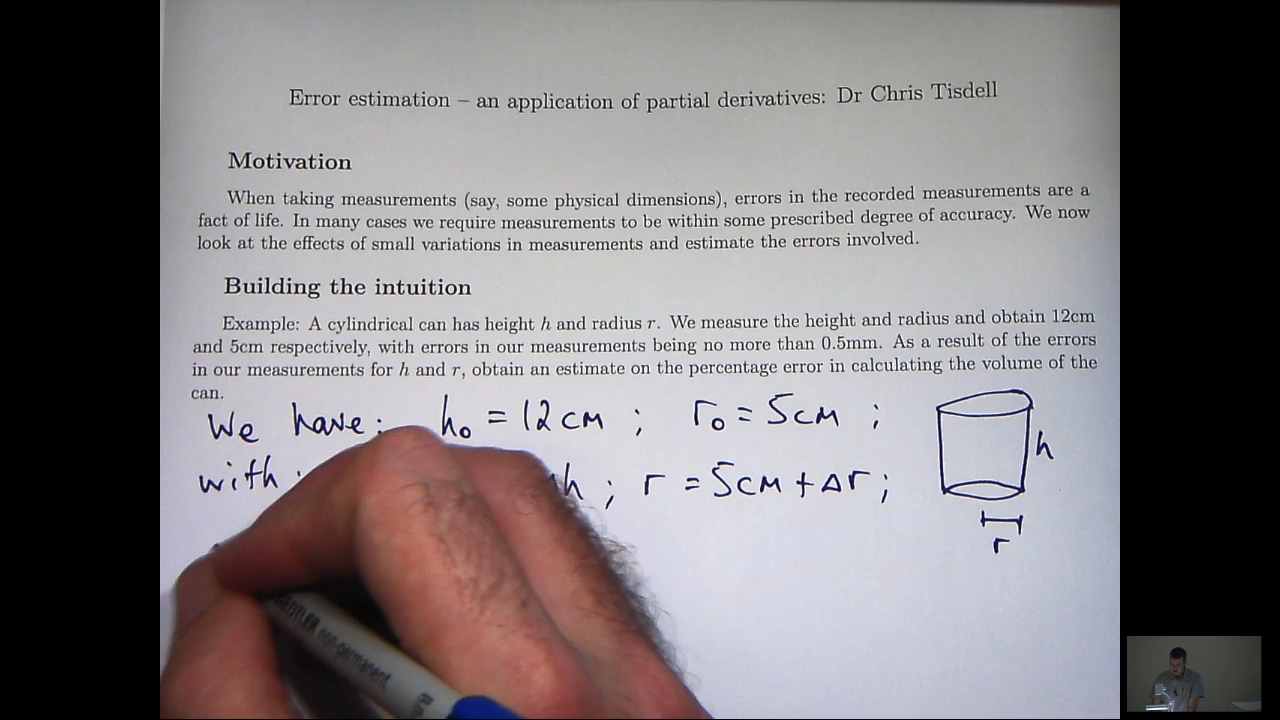 Error estimation – an application of partial derivatives: Dr Chris Tisdell
Motivation
When taking measurements (say, some physical dimensions), errors in the recorded measurements are a
fact of life. In many cases we require measurements to be within some prescribed degree of accuracy. We now
look at the effects of small variations in measurements and estimate the errors involved.
Building the intuition
Example: A cylindrical can has height h and radius r. We measure the height and radius and obtain 12cm
and 5cm respectively, with errors in our measurements being no more than 0.5mm. As a result of the errors
in our measurements for h and r, obtain an estimate on the percentage error in calculating the volume of the
can.
We have: h₀ = 12cm ; r₀ = 5cm ;
h
with: h ; r = 5cm + Δr ;
r
STAEDTLER non-permanent